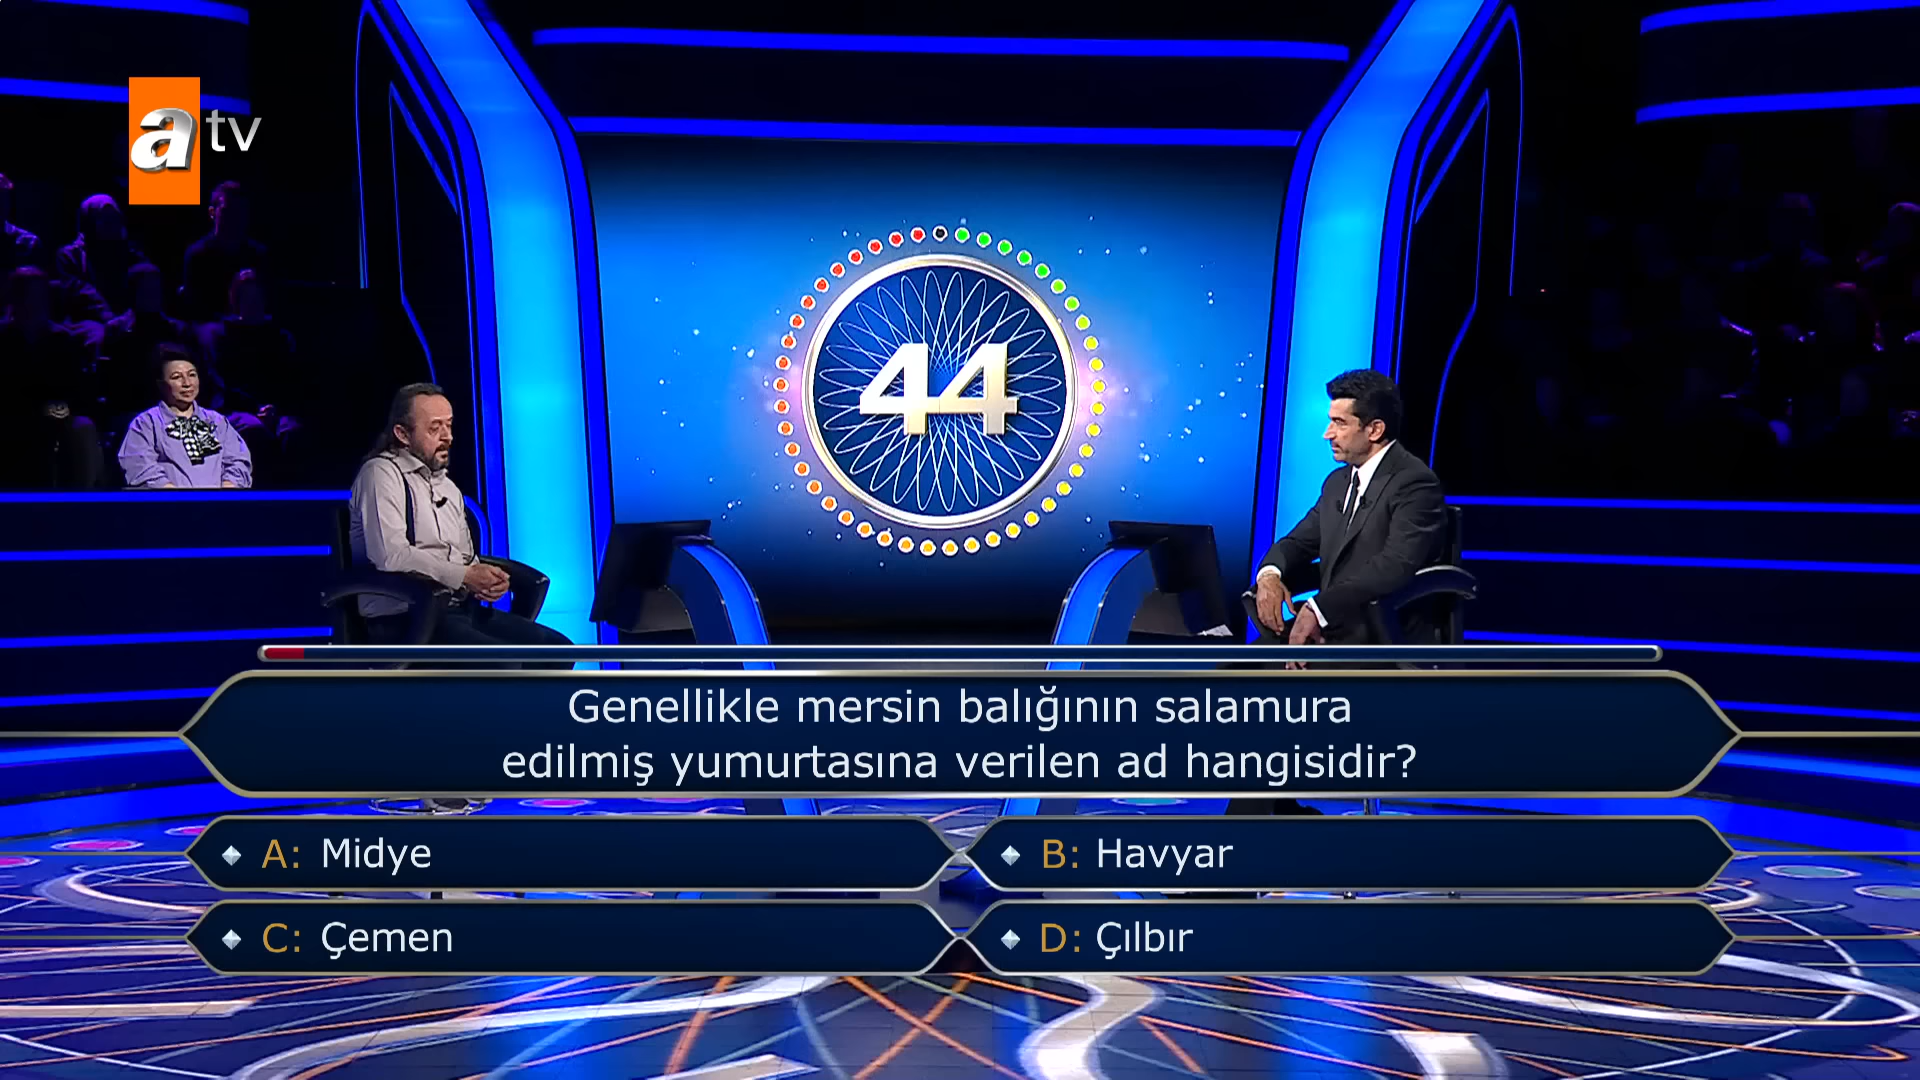 atv
44
Genellikle mersin balığının salamura
edilmiş yumurtasına verilen ad hangisidir?
A: Midye
B: Havyar
C: Çemen
D: Çılbır